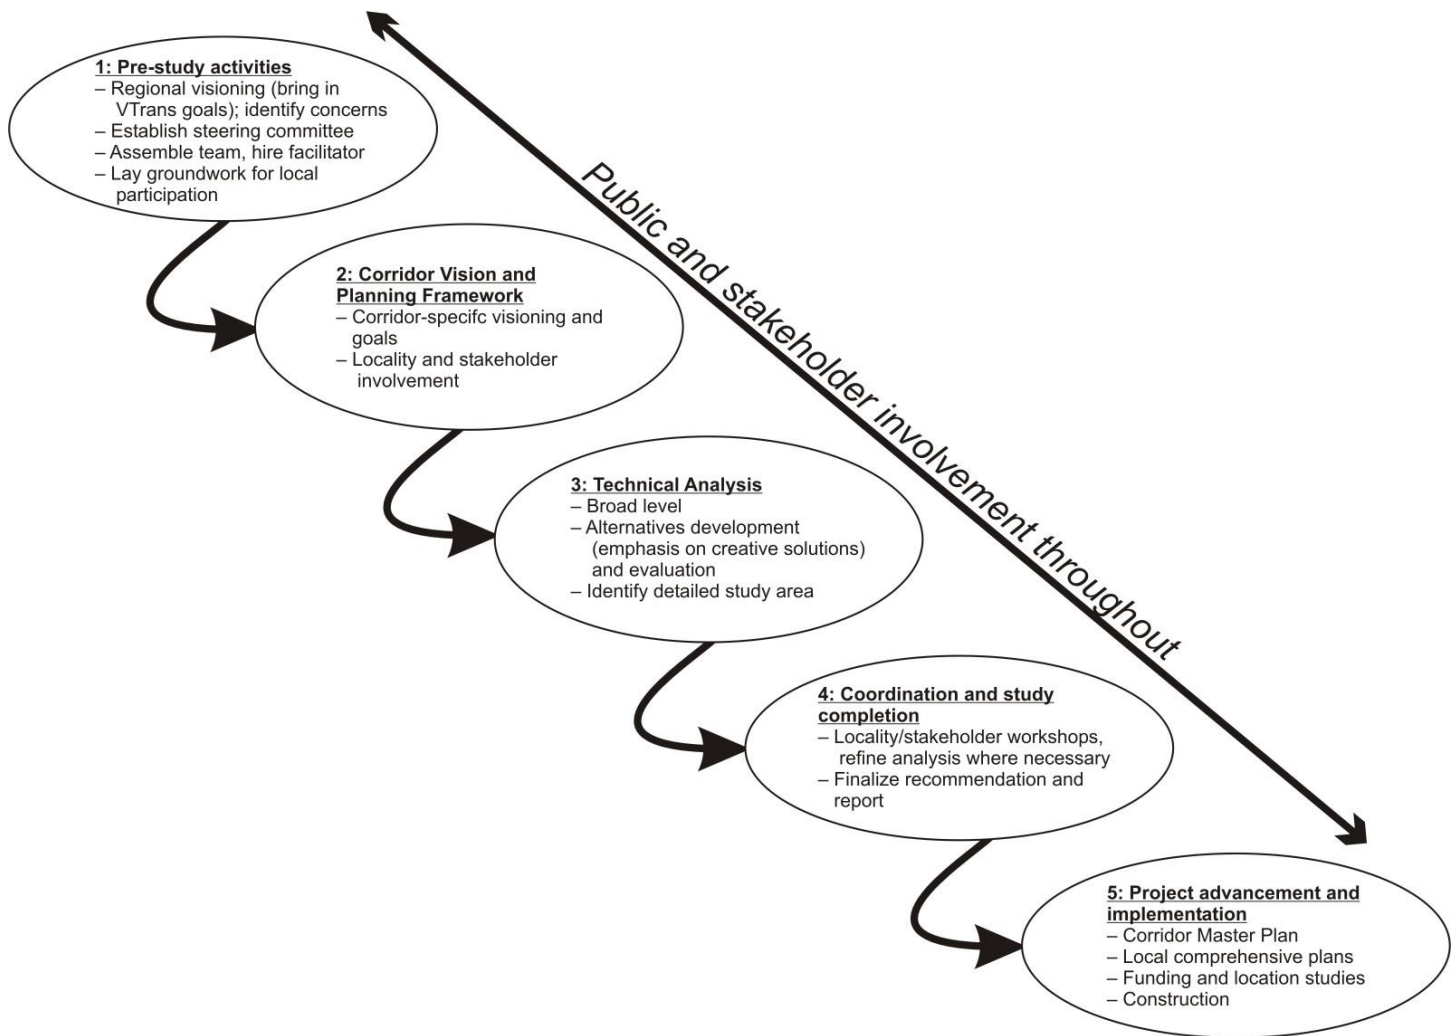 1: Pre-study activities
– Regional visioning (bring in
VTrans goals); identify concerns
– Establish steering committee
– Assemble team, hire facilitator
– Lay groundwork for local
participation
Public and stakeholder involvement throughout
2: Corridor Vision and
Planning Framework
– Corridor-specifc visioning and
goals
– Locality and stakeholder
involvement
3: Technical Analysis
– Broad level
– Alternatives development
(emphasis on creative solutions)
and evaluation
– Identify detailed study area
4: Coordination and study
completion
– Locality/stakeholder workshops,
refine analysis where necessary
– Finalize recommendation and
report
5: Project advancement and
implementation
– Corridor Master Plan
– Local comprehensive plans
– Funding and location studies
– Construction